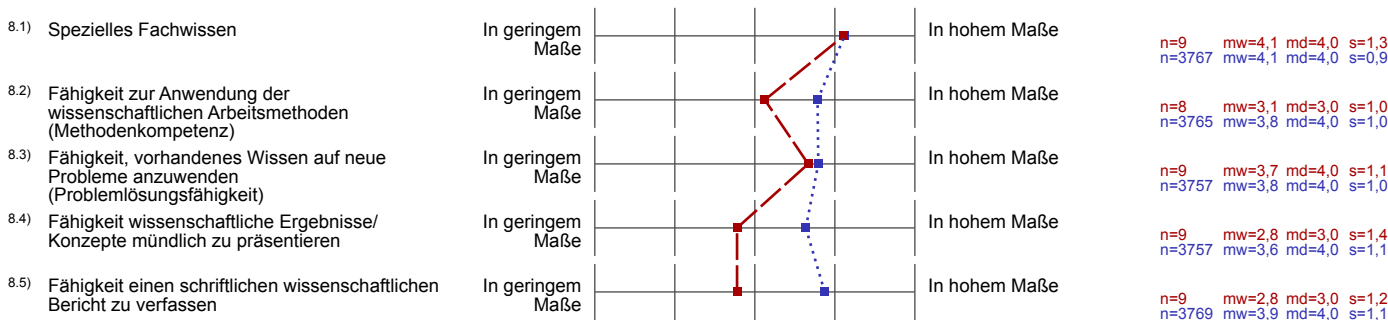 8.1) Spezielles Fachwissen
In geringem
Maße
In hohem Maße
n=9 mw=4,1 md=4,0 s=1,3
n=3767 mw=4,1 md=4,0 s=0,9
8.2) Fähigkeit zur Anwendung der
wissenschaftlichen Arbeitsmethoden
(Methodenkompetenz)
In geringem
Maße
In hohem Maße
n=8 mw=3,1 md=3,0 s=1,0
n=3765 mw=3,8 md=4,0 s=1,0
8.3) Fähigkeit, vorhandenes Wissen auf neue
Probleme anzuwenden
(Problemlösungsfähigkeit)
In geringem
Maße
In hohem Maße
n=9 mw=3,7 md=4,0 s=1,1
n=3757 mw=3,8 md=4,0 s=1,0
8.4) Fähigkeit wissenschaftliche Ergebnisse/
Konzepte mündlich zu präsentieren
In geringem
Maße
In hohem Maße
n=9 mw=2,8 md=3,0 s=1,4
n=3757 mw=3,6 md=4,0 s=1,1
8.5) Fähigkeit einen schriftlichen wissenschaftlichen
Bericht zu verfassen
In geringem
Maße
In hohem Maße
n=9 mw=2,8 md=3,0 s=1,2
n=3769 mw=3,9 md=4,0 s=1,1